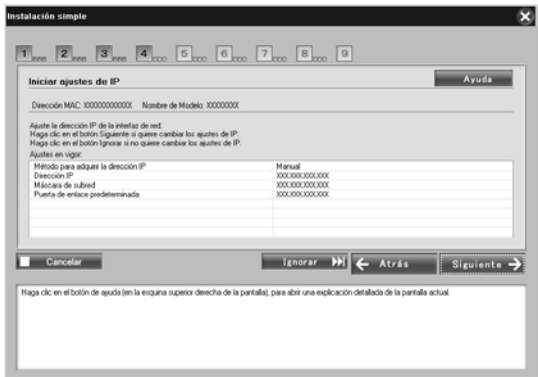 Instalación simple
1 2 3 4 5 6 7 8 9
Iniciar ajustes de IP
Ayuda
Dirección MAC: XXXXXXXXXXXX Nombre de Modelo: XXXXXXXX
Ajuste la dirección IP de la interfaz de red.
Haga clic en el botón Siguiente si quiere cambiar los ajustes de IP.
Haga clic en el botón Ignorar si no quiere cambiar los ajustes de IP.
Ajustes en vigor:
Método para adquirir la dirección IP Manual
Dirección IP XXX.XXX.XXX.XXX
Máscara de subred XXX.XXX.XXX.XXX
Puerta de enlace predeterminada XXX.XXX.XXX.XXX
Cancelar Ignorar Atrás Siguiente
Haga clic en el botón de ayuda (en la esquina superior derecha de la pantalla), para abrir una explicación detallada de la pantalla actual.